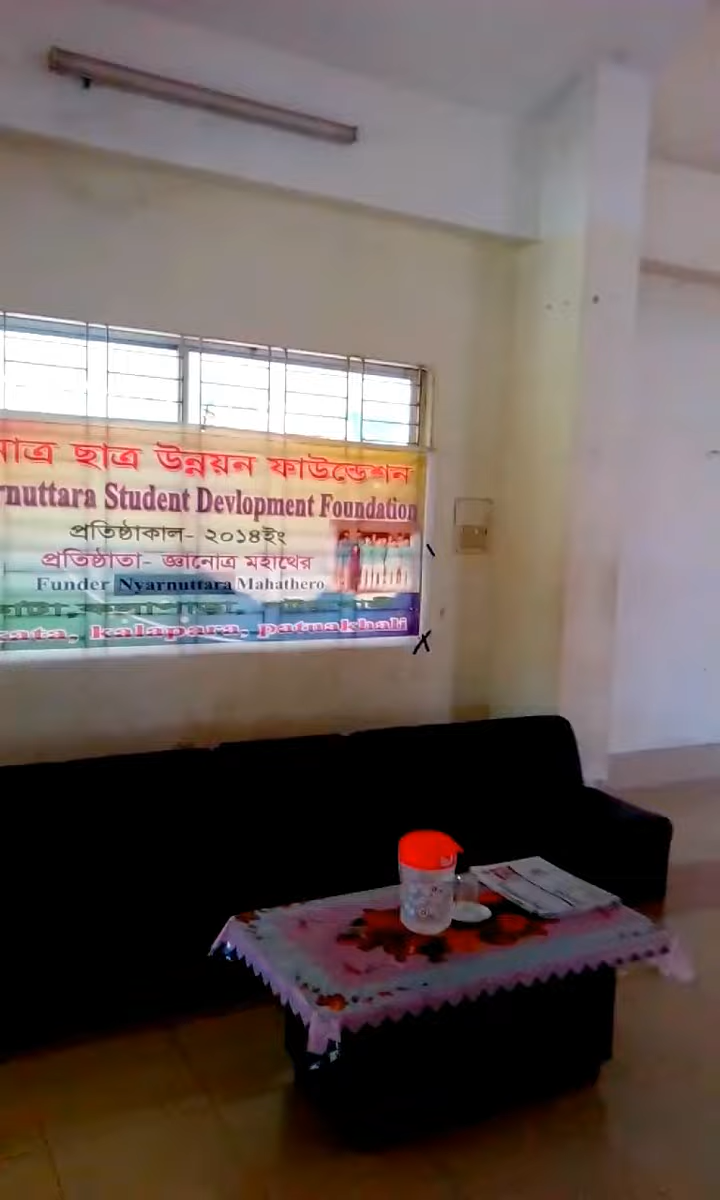 ছাত্র উন্নয়ন ফাউন্ডেশন
rnuttara Student Devlopment Foundation
প্রতিষ্ঠাকাল- ২০১৪ইং
প্রতিষ্ঠাতা- জ্ঞানোত্র মহাথের
Funder Nyarnuttara Mahathero
kata, kalapara, patuakhali